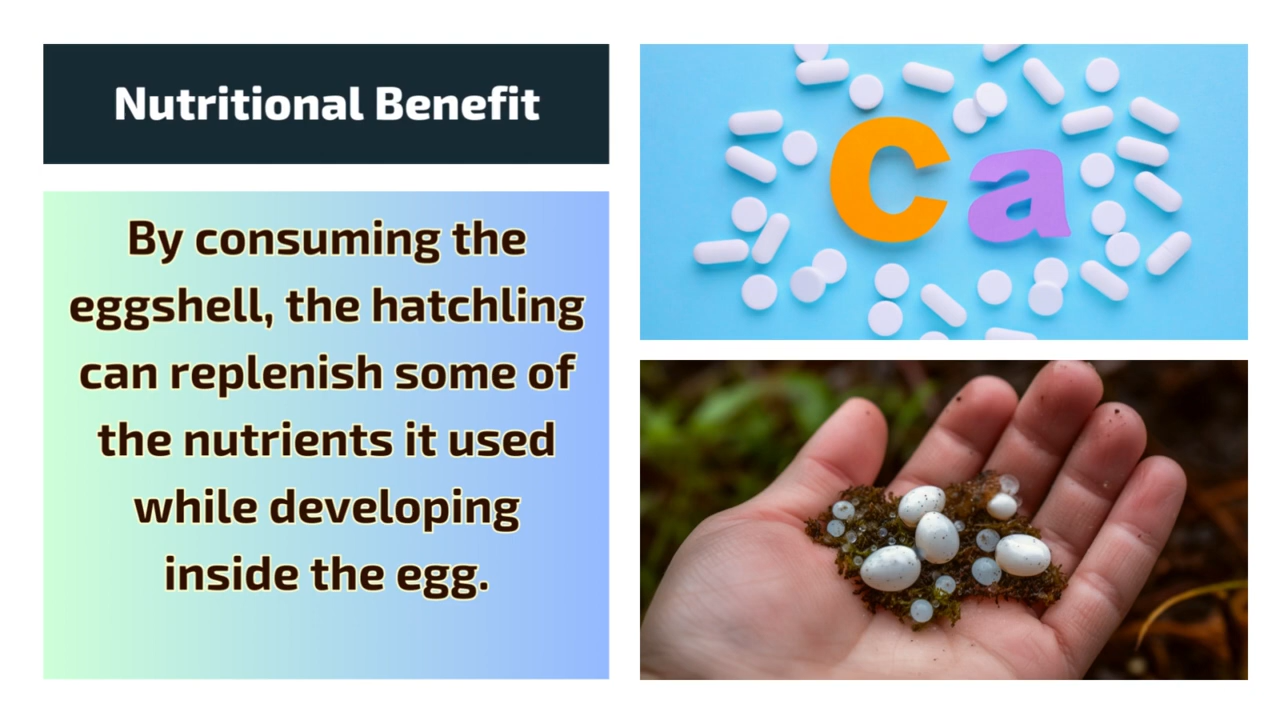 Nutritional Benefit
By consuming the
eggshell, the hatchling
can replenish some of
the nutrients it used
while developing
inside the egg.
Ca